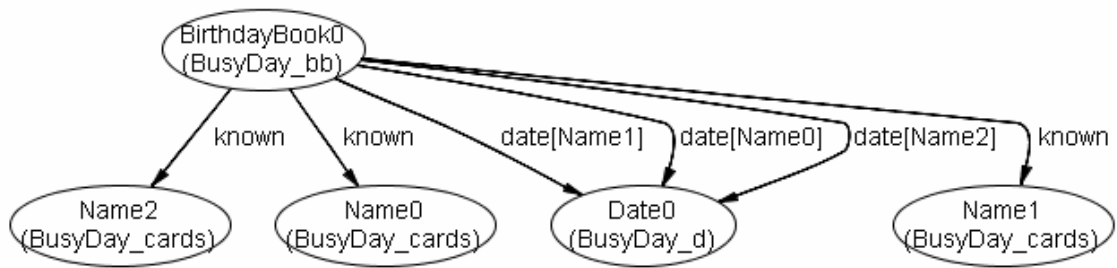 BirthdayBook0
(BusyDay_bb)
known
known
date[Name1]
date[Name0]
date[Name2]
known
Name2
(BusyDay_cards)
Name0
(BusyDay_cards)
Date0
(BusyDay_d)
Name1
(BusyDay_cards)